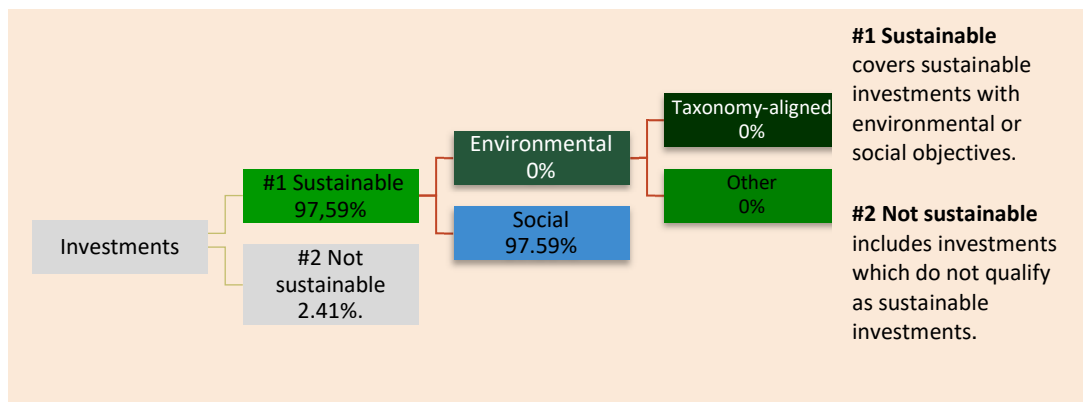 Investments
#1 Sustainable
97,59%
#2 Not
sustainable
2.41%.
Environmental
0%
Social
97.59%
Taxonomy-aligned
0%
Other
0%
#1 Sustainable
covers sustainable
investments with
environmental or
social objectives.
#2 Not sustainable
includes investments
which do not qualify
as sustainable
investments.